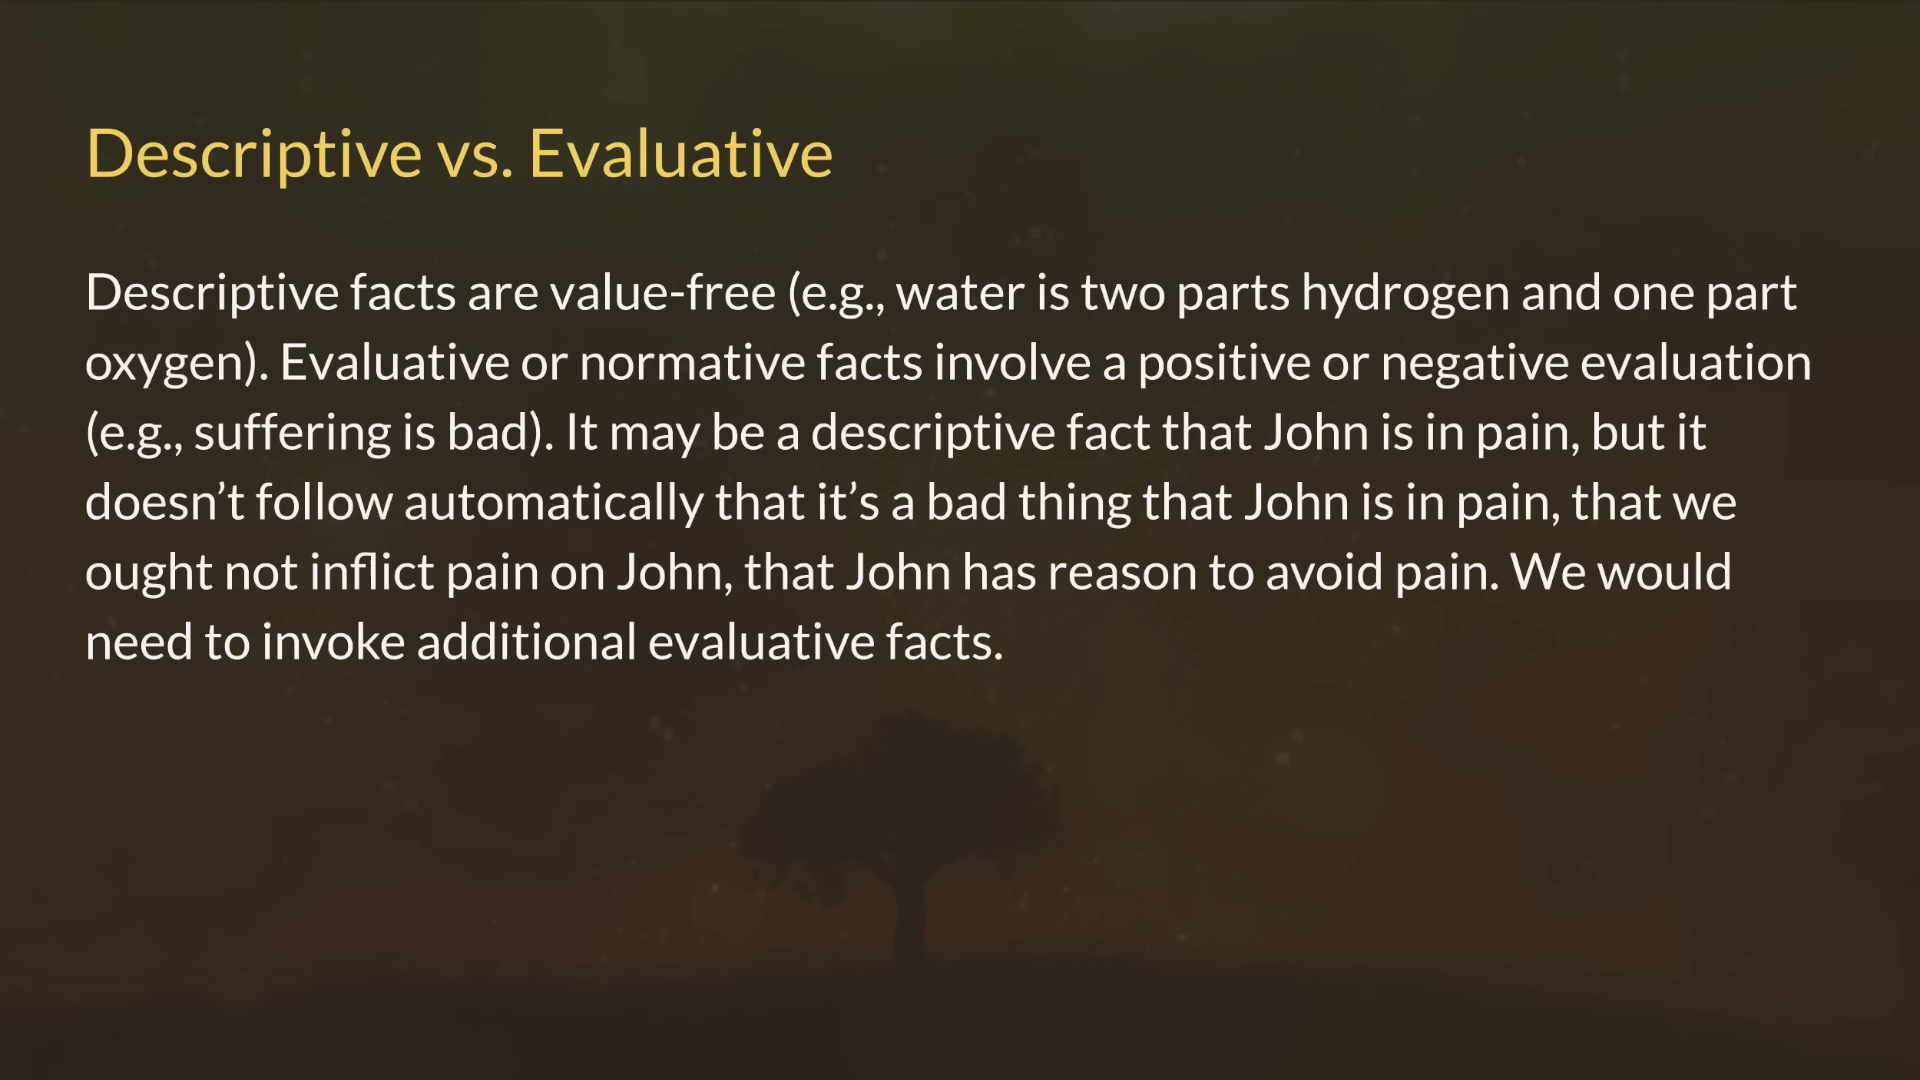 Descriptive vs. Evaluative
Descriptive facts are value-free (e.g., water is two parts hydrogen and one part
oxygen). Evaluative or normative facts involve a positive or negative evaluation
(e.g., suffering is bad). It may be a descriptive fact that John is in pain, but it
doesn’t follow automatically that it’s a bad thing that John is in pain, that we
ought not inflict pain on John, that John has reason to avoid pain. We would
need to invoke additional evaluative facts.